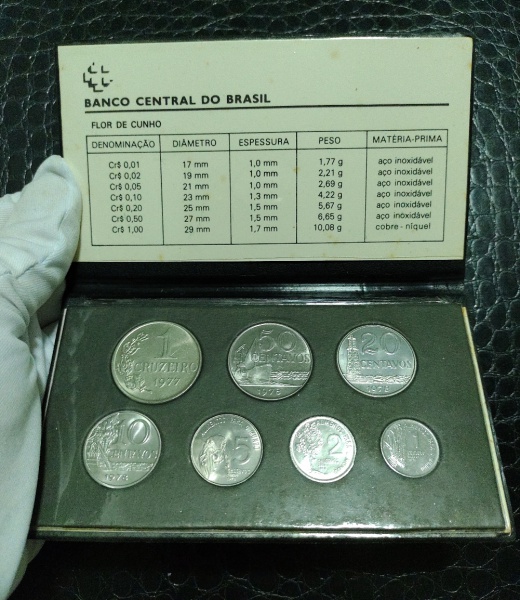 BANCO CENTRAL DO BRASIL
FLOR DE CUNHO
DENOMINAÇÃO DIÂMETRO ESPESSURA PESO MATÉRIA-PRIMA
Cr$ 0,01 17 mm 1,0 mm 1,77 g aço inoxidável
Cr$ 0,02 19 mm 1,0 mm 2,21 g aço inoxidável
Cr$ 0,05 21 mm 1,0 mm 2,69 g aço inoxidável
Cr$ 0,10 23 mm 1,3 mm 4,22 g aço inoxidável
Cr$ 0,20 25 mm 1,5 mm 5,67 g aço inoxidável
Cr$ 0,50 27 mm 1,5 mm 6,65 g aço inoxidável
Cr$ 1,00 29 mm 1,7 mm 10,08 g cobre - níquel
1
CRUZEIRO
1977
50
CENTAVOS
20
CENTAVOS
10
CENTAVOS
5
2
1